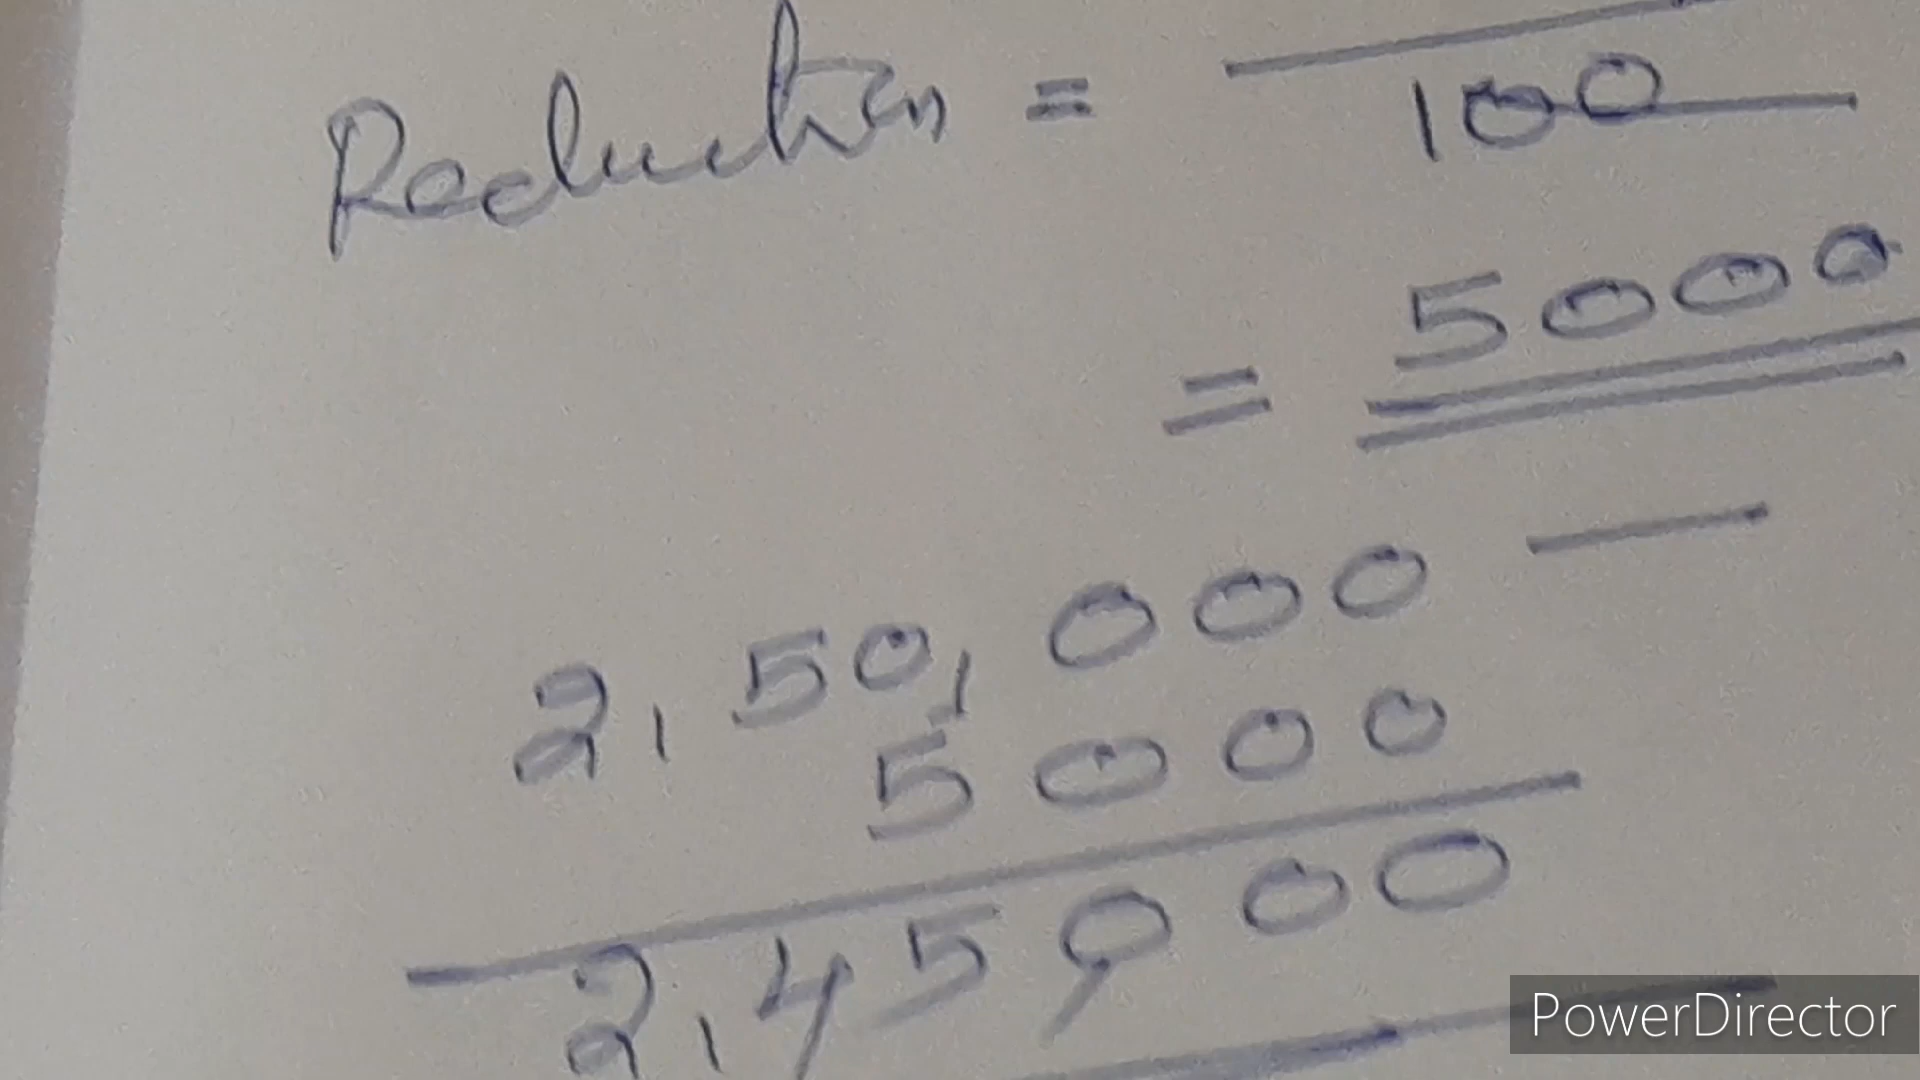 Reduction = 
100
= 5000
2,50,000 —
5000
2,45,000
PowerDirector